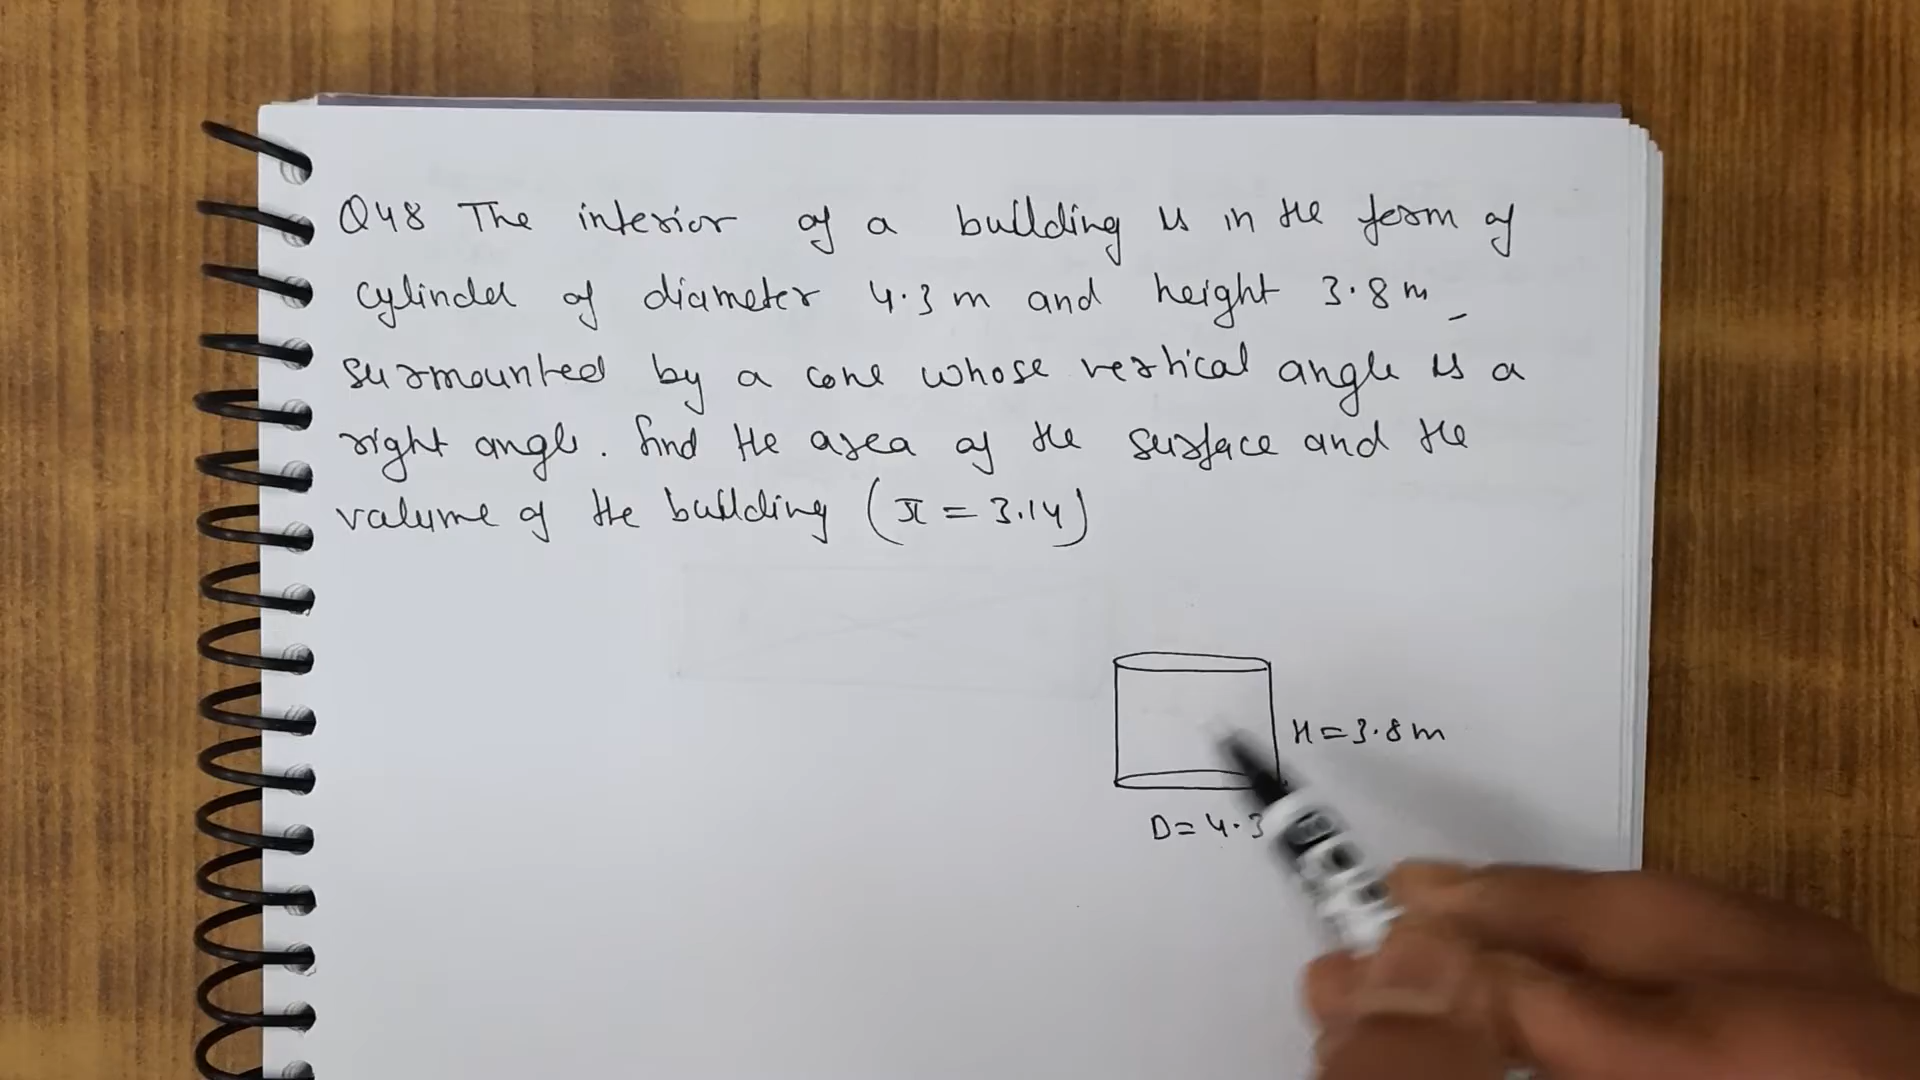 Q48 The interior of a building is in the form of
cylinder of diameter 4.3 m and height 3.8 m,
surmounted by a cone whose vertical angle is a
right angle. find the area of the surface and the
volume of the building (π = 3.14)
H = 3.8 m
D = 4.3